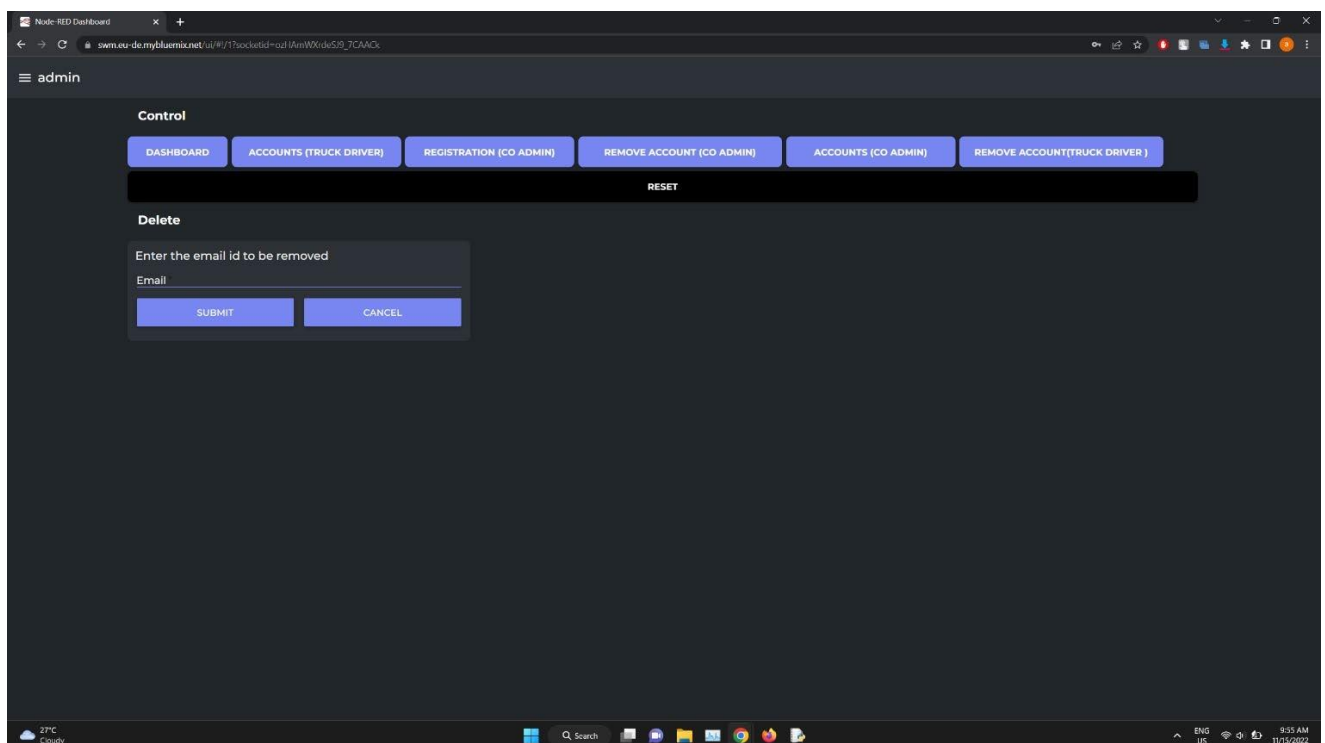 Node-RED Dashboard
swm.eu-de.mybluemix.net/ui/#!/1?socketid=
admin
Control
DASHBOARD ACCOUNTS (TRUCK DRIVER) REGISTRATION (CO ADMIN) REMOVE ACCOUNT (CO ADMIN) ACCOUNTS (CO ADMIN) REMOVE ACCOUNT(TRUCK DRIVER )
RESET
Delete
Enter the email id to be removed
Email
SUBMIT CANCEL
27°C
Cloudy
Search
ENG
US
9:55 AM
11/15/2022